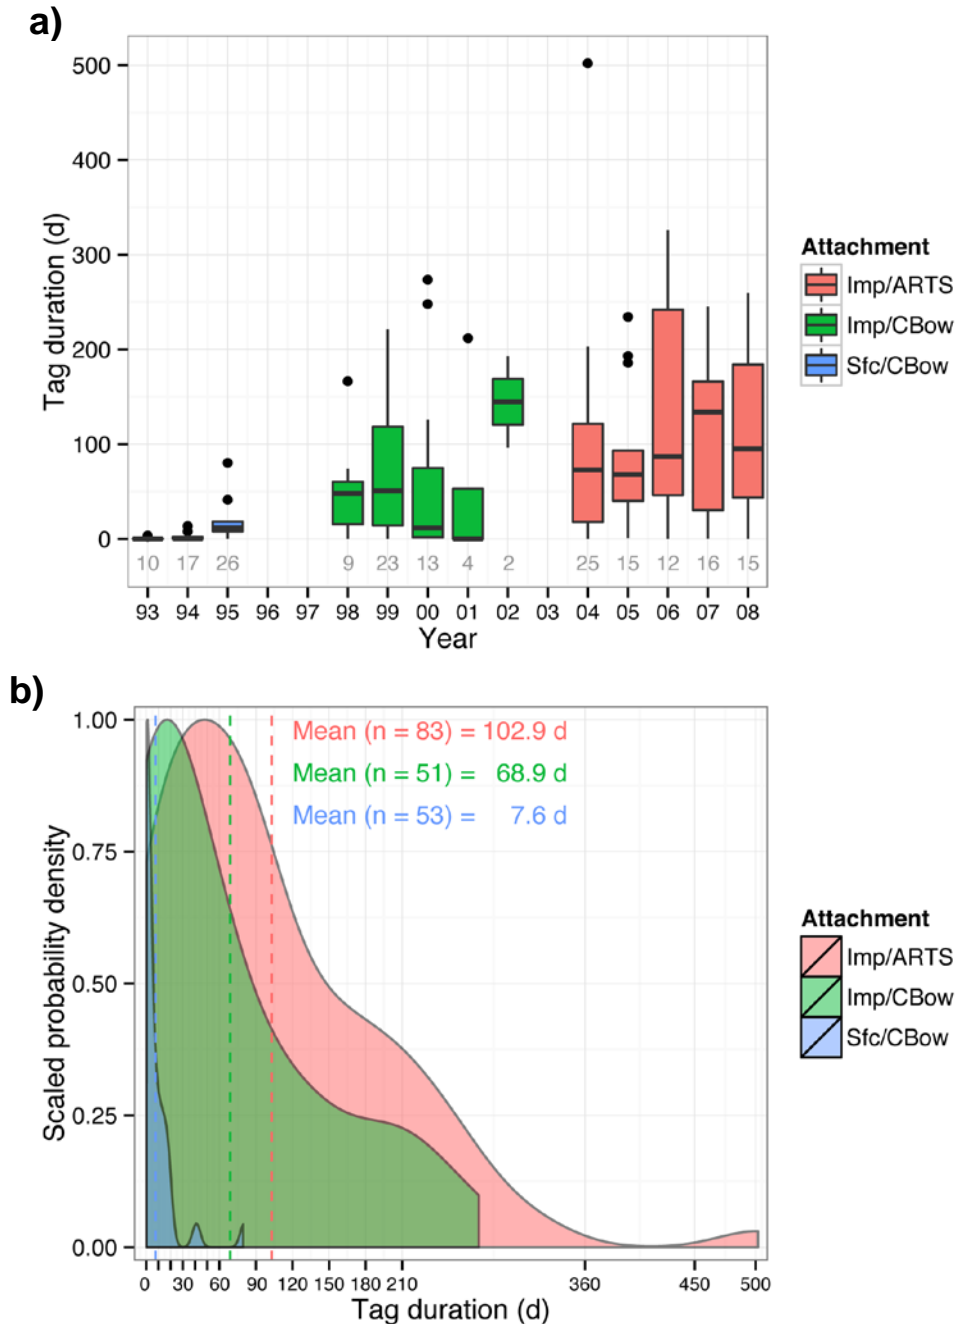 a)
500
400
300
200
100
0
Tag duration (d)
10 17 26 9 23 13 4 2 25 15 12 16 15
93 94 95 96 97 98 99 00 01 02 03 04 05 06 07 08
Year
Attachment
Imp/ARTS
Imp/CBow
Sfc/CBow
b)
Mean (n = 83) = 102.9 d
Mean (n = 51) = 68.9 d
Mean (n = 53) = 7.6 d
1.00
0.75
0.50
0.25
0.00
Scaled probability density
0 30 60 90 120 150 180 210 360 450 500
Tag duration (d)
Attachment
Imp/ARTS
Imp/CBow
Sfc/CBow